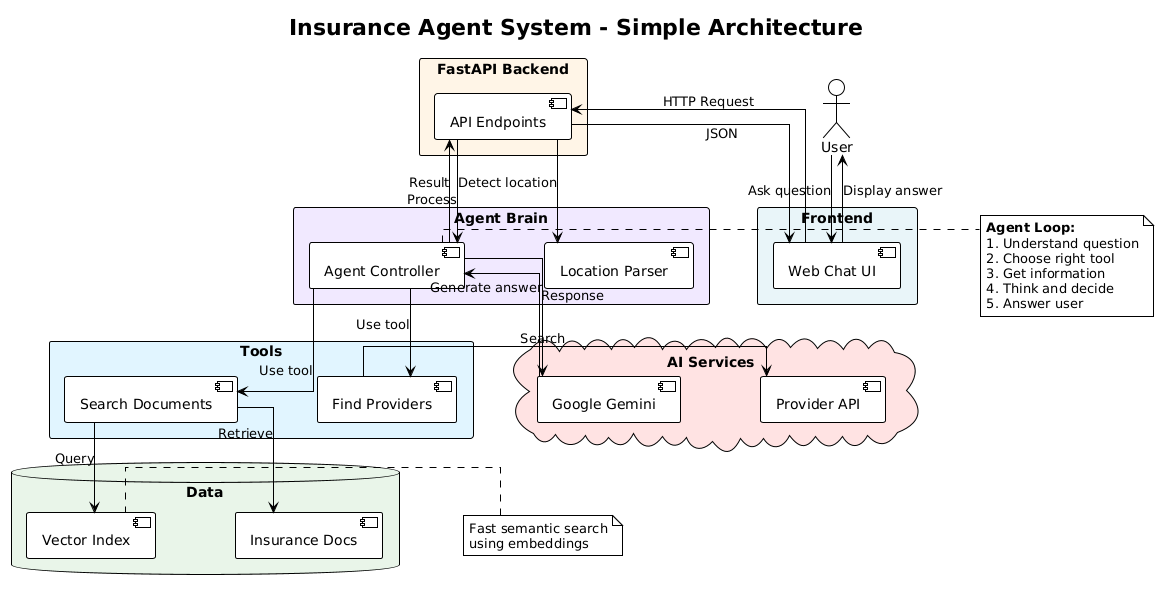 Insurance Agent System - Simple Architecture
FastAPI Backend
API Endpoints
HTTP Request
JSON
User
Result
Detect location
Process
Ask question
Display answer
Agent Brain
Frontend
Agent Controller
Location Parser
Web Chat UI
Agent Loop:
1. Understand question
2. Choose right tool
3. Get information
4. Think and decide
5. Answer user
Generate answer
Response
Use tool
Search
Tools
Use tool
AI Services
Search Documents
Find Providers
Google Gemini
Provider API
Retrieve
Query
Data
Vector Index
Insurance Docs
Fast semantic search
using embeddings